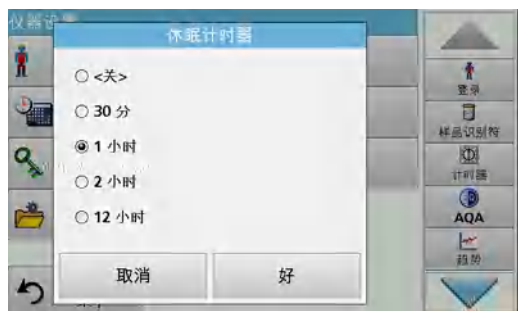 仪器设
休眠计时器
<关>
30 分
1 小时
2 小时
12 小时
取消
好
登录
样品识别符
计时器
AQA
趋势